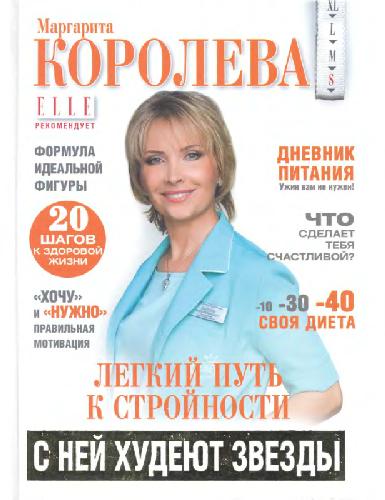 Маргарита
КОРОЛЕВА
XL
L
M
S
ELLE
РЕКОМЕНДУЕТ
ФОРМУЛА
ИДЕАЛЬНОЙ
ФИГУРЫ
20
ШАГОВ
К ЗДОРОВОЙ
ЖИЗНИ
«ХОЧУ»
и «НУЖНО»
ПРАВИЛЬНАЯ
МОТИВАЦИЯ
ДНЕВНИК
ПИТАНИЯ
Ужин вам не нужен!
ЧТО
СДЕЛАЕТ
ТЕБЯ
СЧАСТЛИВОЙ?
-10 -30 -40
СВОЯ ДИЕТА
ЛЕГКИЙ ПУТЬ
К СТРОЙНОСТИ
С НЕЙ ХУДЕЮТ ЗВЕЗДЫ